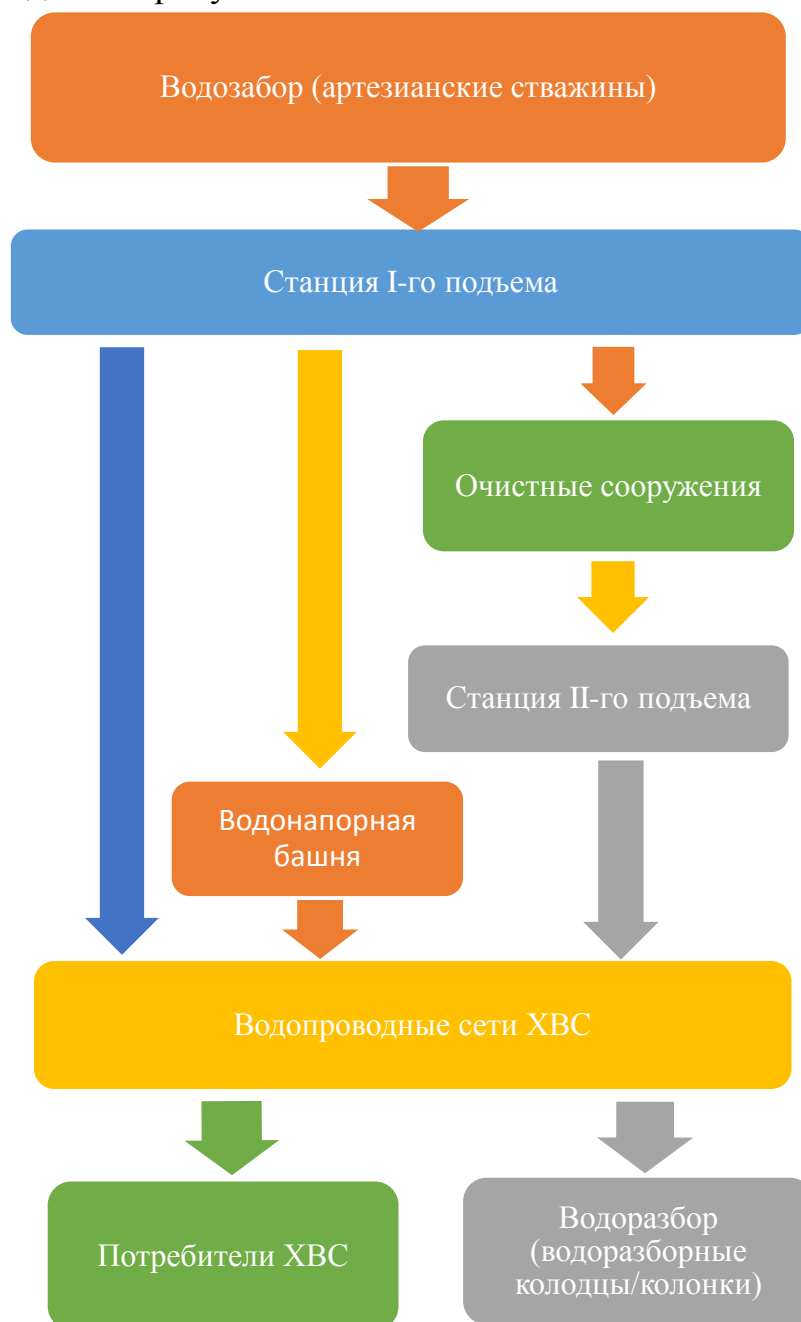 Водозабор (артезианские стважины)
Станция I-го подъема
Очистные сооружения
Станция II-го подъема
Водонапорная
башня
Водопроводные сети ХВС
Потребители ХВС
Водоразбор
(водоразборные
колодцы/колонки)